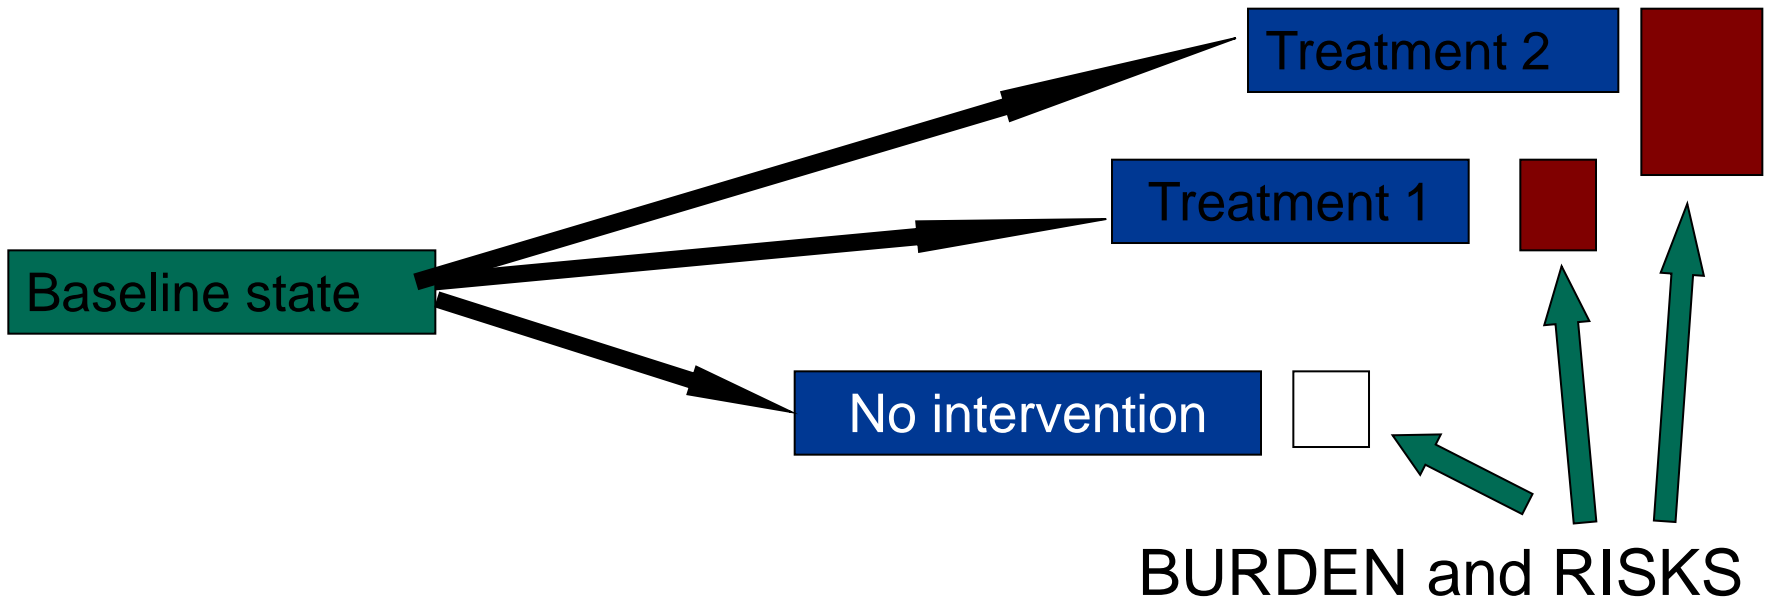 Treatment 2
Treatment 1
Baseline state
No intervention
BURDEN and RISKS